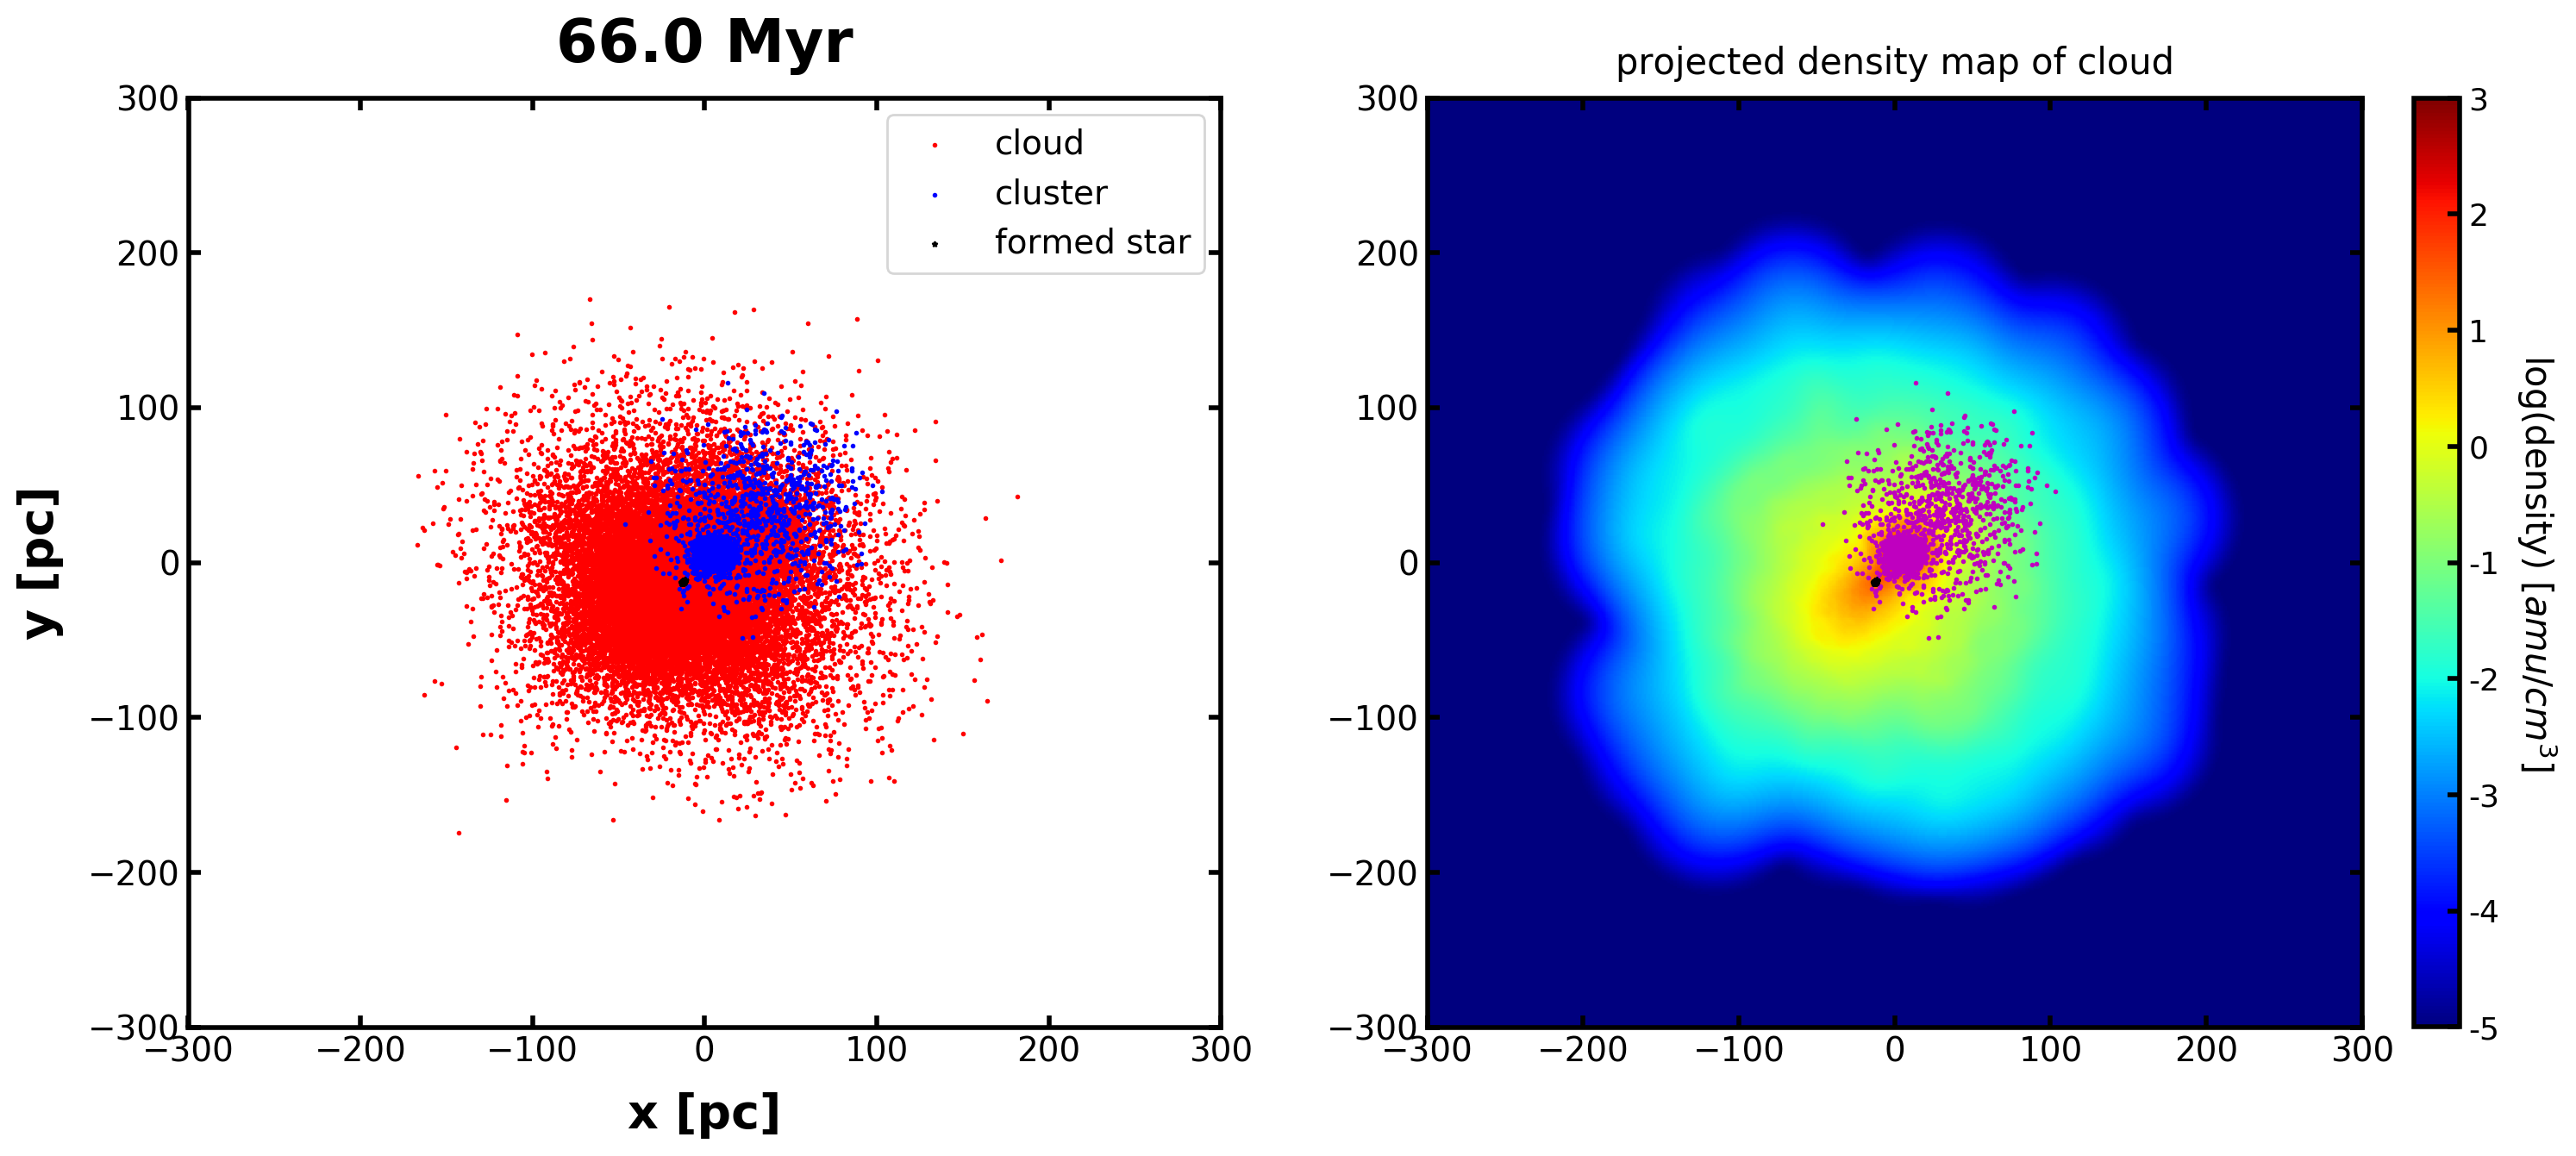 66.0 Myr
projected density map of cloud
cloud
cluster
formed star
y [pc]
300
200
100
0
−100
−200
−300
−300 −200 −100 0 100 200 300
x [pc]
300
200
100
0
−100
−200
−300
−300 −200 −100 0 100 200 300
3
2
1
0
-1
-2
-3
-4
-5
log(density) [amu/cm³]